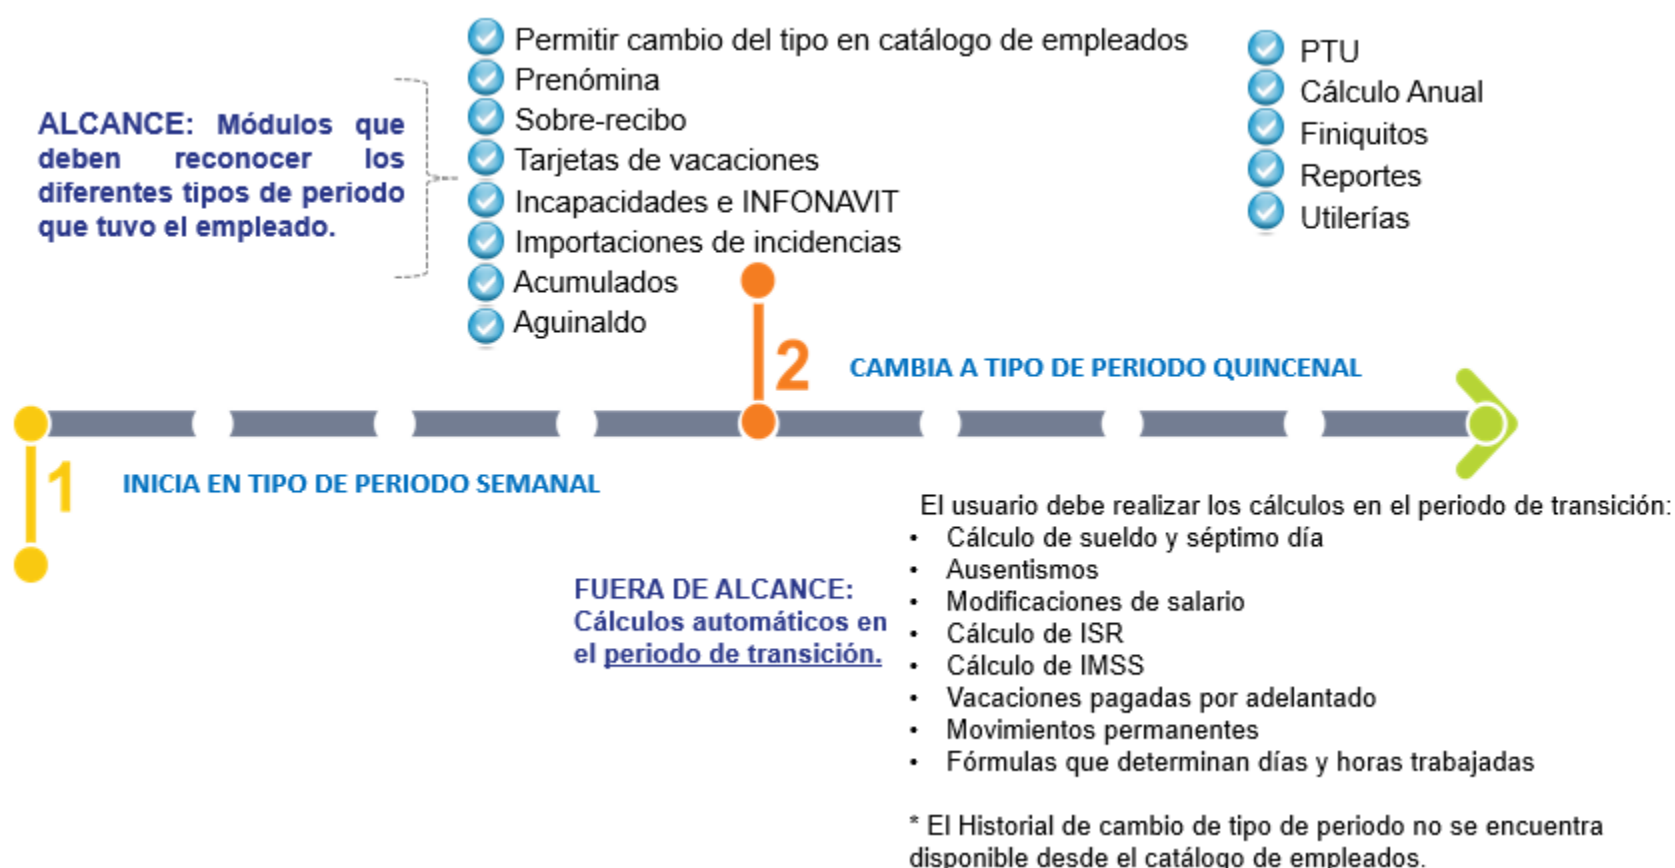 ALCANCE: Módulos que
deben reconocer los
diferentes tipos de periodo
que tuvo el empleado.
Permitir cambio del tipo en catálogo de empleados
Prenómina
Sobre-recibo
Tarjetas de vacaciones
Incapacidades e INFONAVIT
Importaciones de incidencias
Acumulados
Aguinaldo
PTU
Cálculo Anual
Finiquitos
Reportes
Utilerías
2
CAMBIA A TIPO DE PERIODO QUINCENAL
1
INICIA EN TIPO DE PERIODO SEMANAL
FUERA DE ALCANCE:
Cálculos automáticos en
el periodo de transición.
El usuario debe realizar los cálculos en el periodo de transición:
• Cálculo de sueldo y séptimo día
• Ausentismos
• Modificaciones de salario
• Cálculo de ISR
• Cálculo de IMSS
• Vacaciones pagadas por adelantado
• Movimientos permanentes
• Fórmulas que determinan días y horas trabajadas
* El Historial de cambio de tipo de periodo no se encuentra
disponible desde el catálogo de empleados.